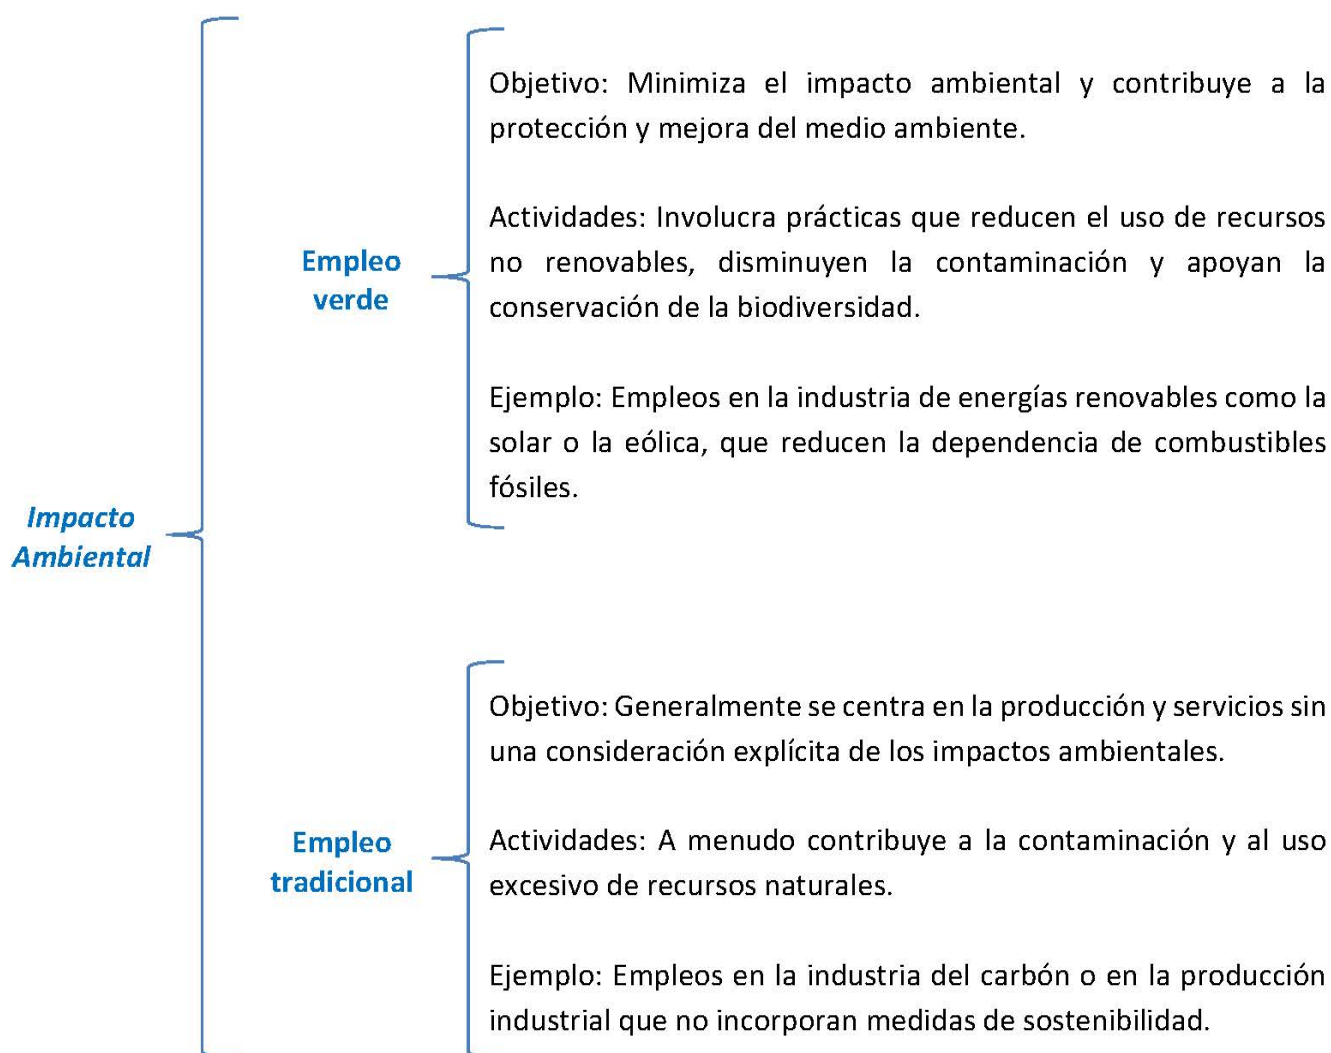 Impacto
Ambiental
Empleo
verde
Objetivo: Minimiza el impacto ambiental y contribuye a la
protección y mejora del medio ambiente.
Actividades: Involucra prácticas que reducen el uso de recursos
no renovables, disminuyen la contaminación y apoyan la
conservación de la biodiversidad.
Ejemplo: Empleos en la industria de energías renovables como la
solar o la eólica, que reducen la dependencia de combustibles
fósiles.
Empleo
tradicional
Objetivo: Generalmente se centra en la producción y servicios sin
una consideración explícita de los impactos ambientales.
Actividades: A menudo contribuye a la contaminación y al uso
excesivo de recursos naturales.
Ejemplo: Empleos en la industria del carbón o en la producción
industrial que no incorporan medidas de sostenibilidad.